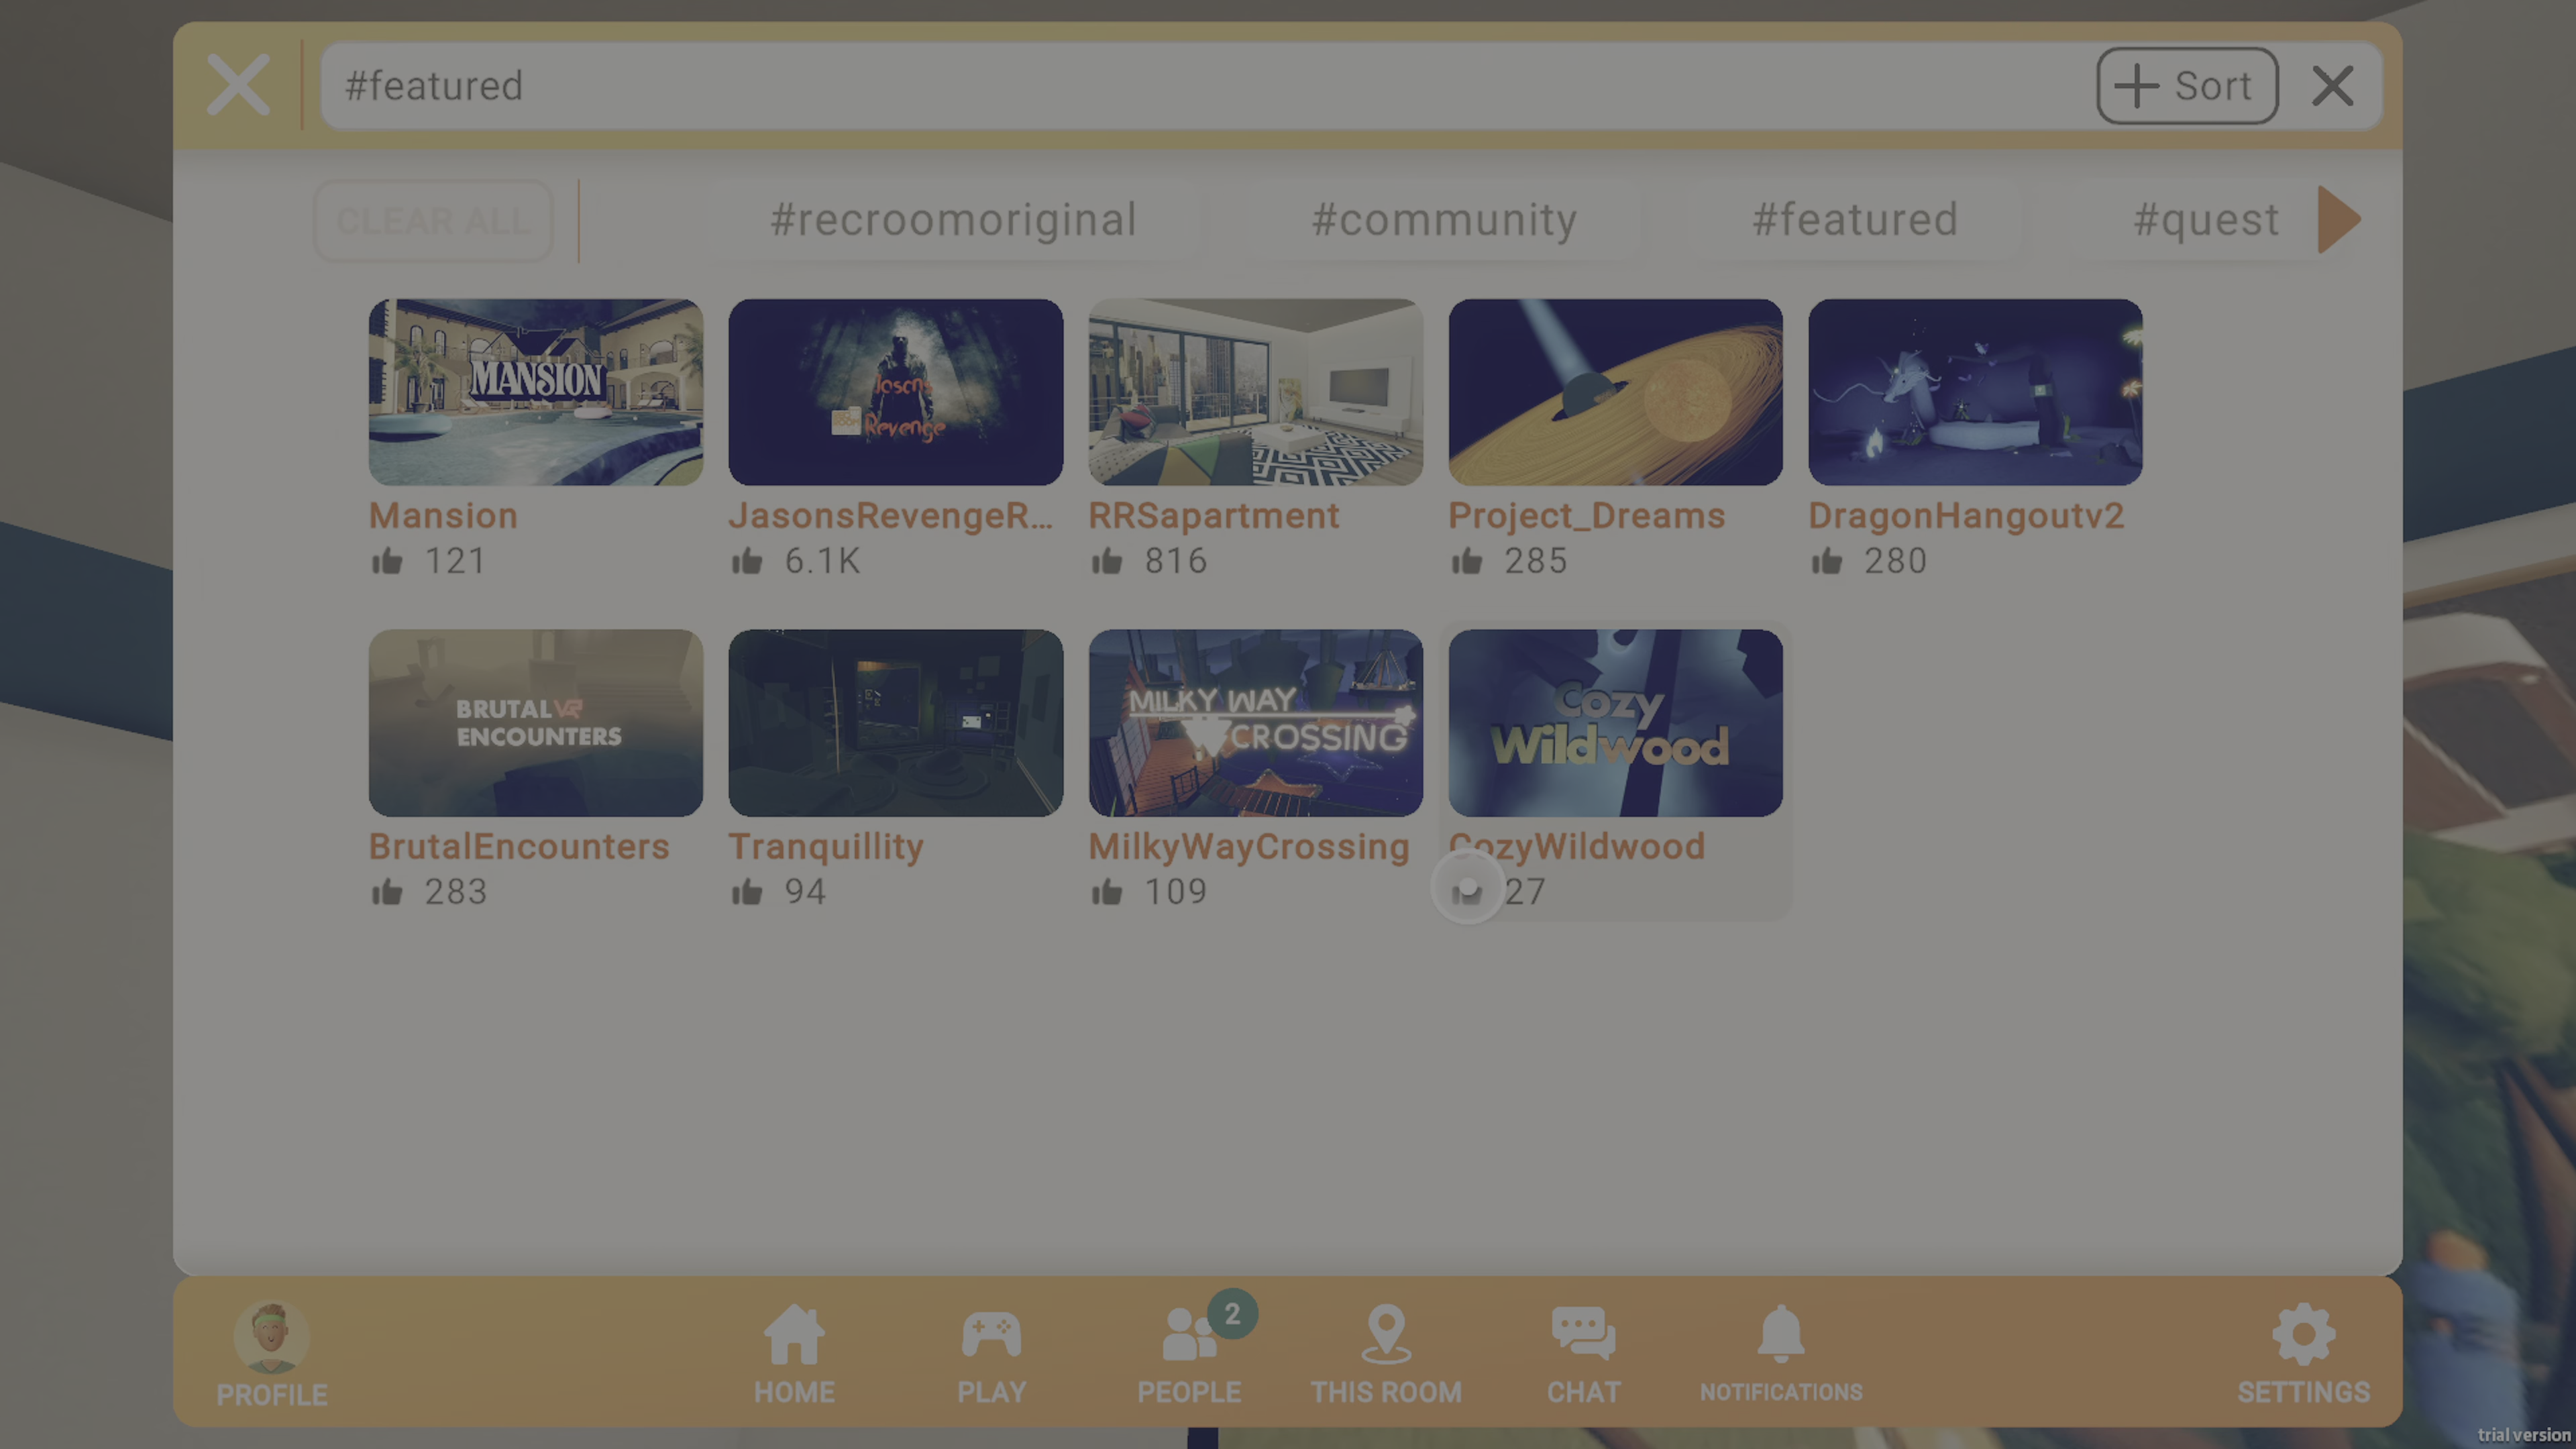 #featured
Sort
CLEAR ALL
#recroomoriginal
#community
#featured
#quest
MANSION
Jasons
Revenge
Mansion
JasonsRevengeR...
RRSapartment
Project_Dreams
DragonHangoutv2
121
6.1K
816
285
280
BRUTAL VR
ENCOUNTERS
MILKY WAY
CROSSING
Cozy
Wildwood
BrutalEncounters
Tranquillity
MilkyWayCrossing
CozyWildwood
283
94
109
27
2
PROFILE
HOME
PLAY
PEOPLE
THIS ROOM
CHAT
NOTIFICATIONS
SETTINGS
trial version